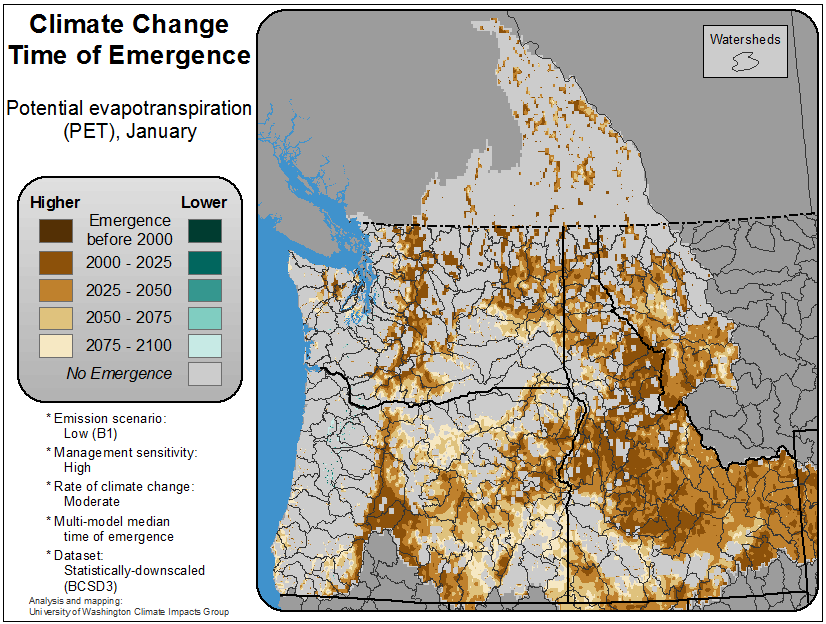 Climate Change
Time of Emergence
Potential evapotranspiration
(PET), January
Watersheds
Higher
Lower
Emergence
before 2000
2000 - 2025
2025 - 2050
2050 - 2075
2075 - 2100
No Emergence
* Emission scenario:
Low (B1)
* Management sensitivity:
High
* Rate of climate change:
Moderate
* Multi-model median
time of emergence
* Dataset:
Statistically-downscaled
(BCSD3)
Analysis and mapping:
University of Washington Climate Impacts Group